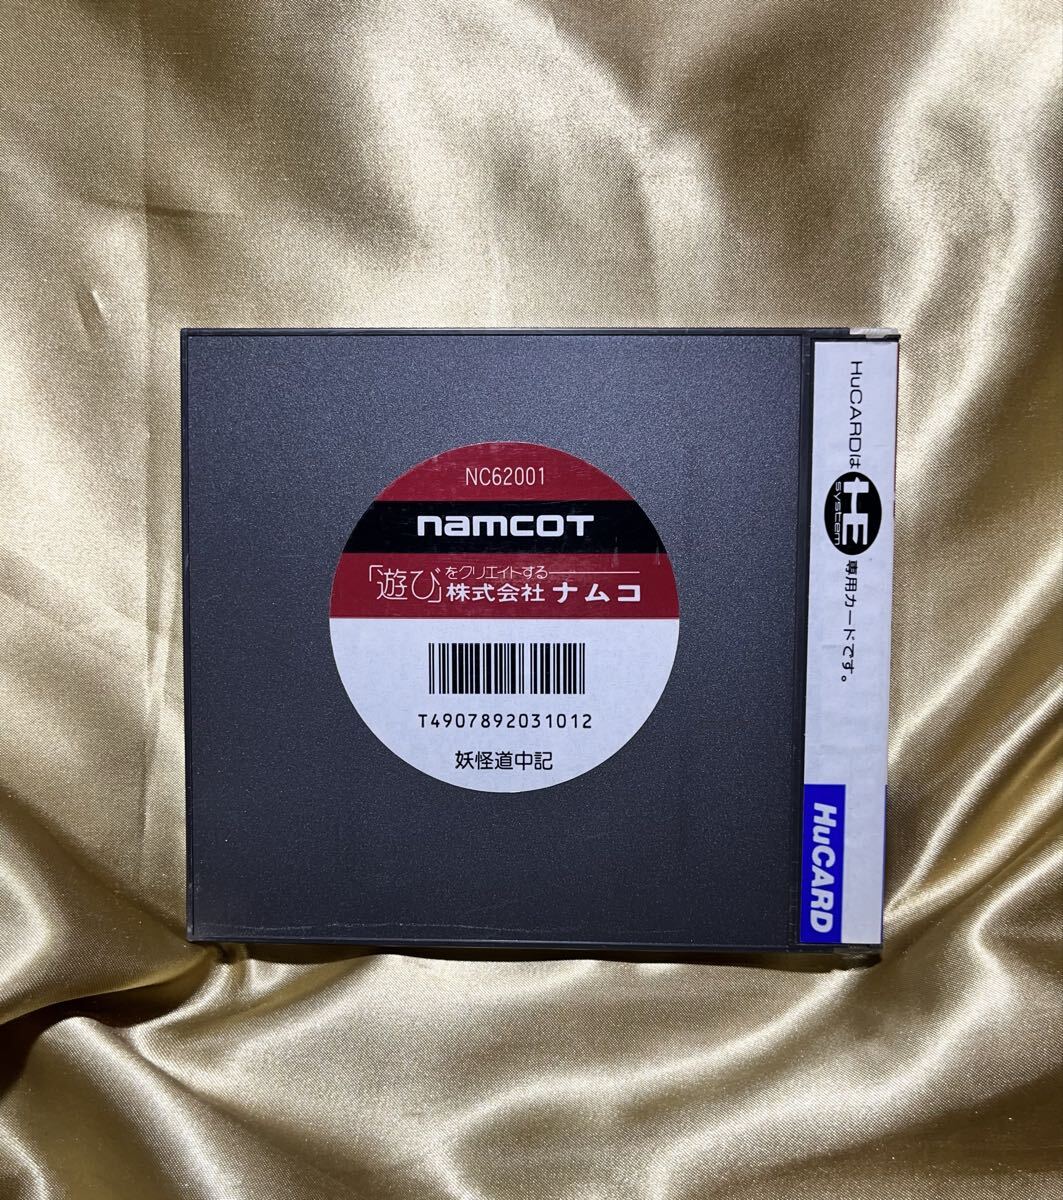 NC62001
namcoT
「遊び」をクリエイトする
株式会社 ナムコ
T4907892031012
妖怪道中記
HuCARDは HE system 専用カードです。
HuCARD